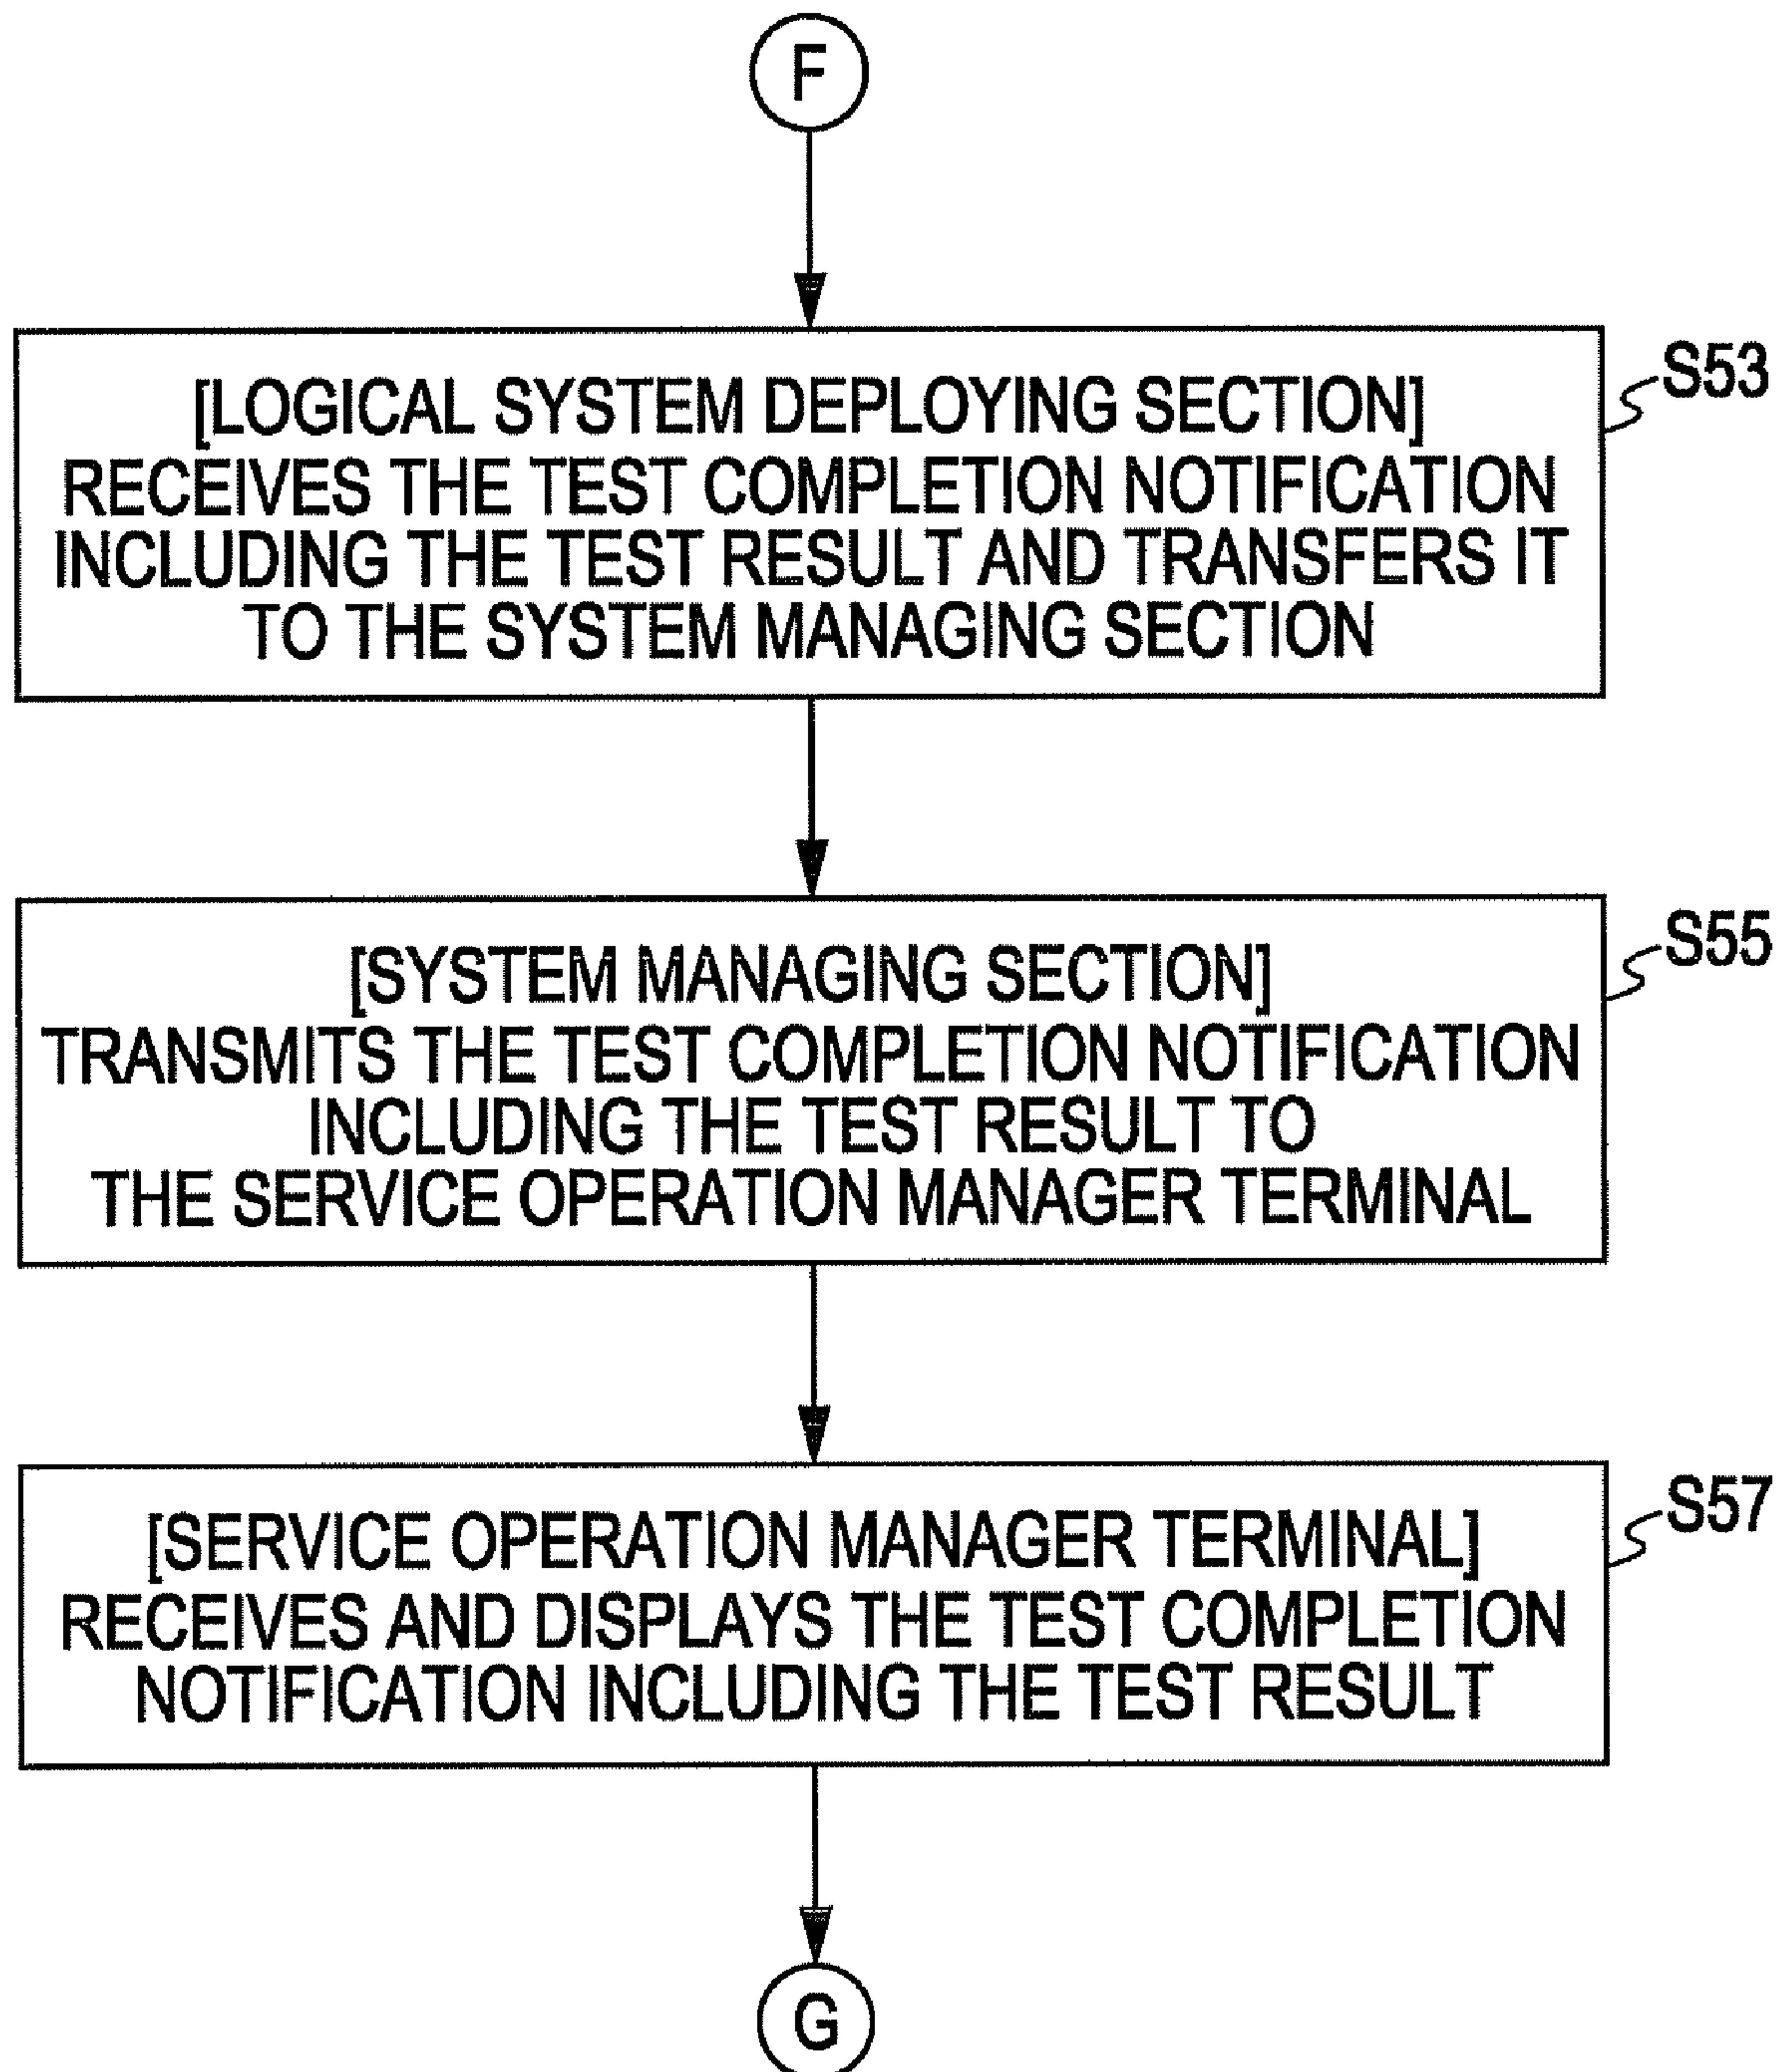 F
S53
[LOGICAL SYSTEM DEPLOYING SECTION]
RECEIVES THE TEST COMPLETION NOTIFICATION
INCLUDING THE TEST RESULT AND TRANSFERS IT
TO THE SYSTEM MANAGING SECTION
S55
[SYSTEM MANAGING SECTION]
TRANSMITS THE TEST COMPLETION NOTIFICATION
INCLUDING THE TEST RESULT TO
THE SERVICE OPERATION MANAGER TERMINAL
S57
[SERVICE OPERATION MANAGER TERMINAL]
RECEIVES AND DISPLAYS THE TEST COMPLETION
NOTIFICATION INCLUDING THE TEST RESULT
G